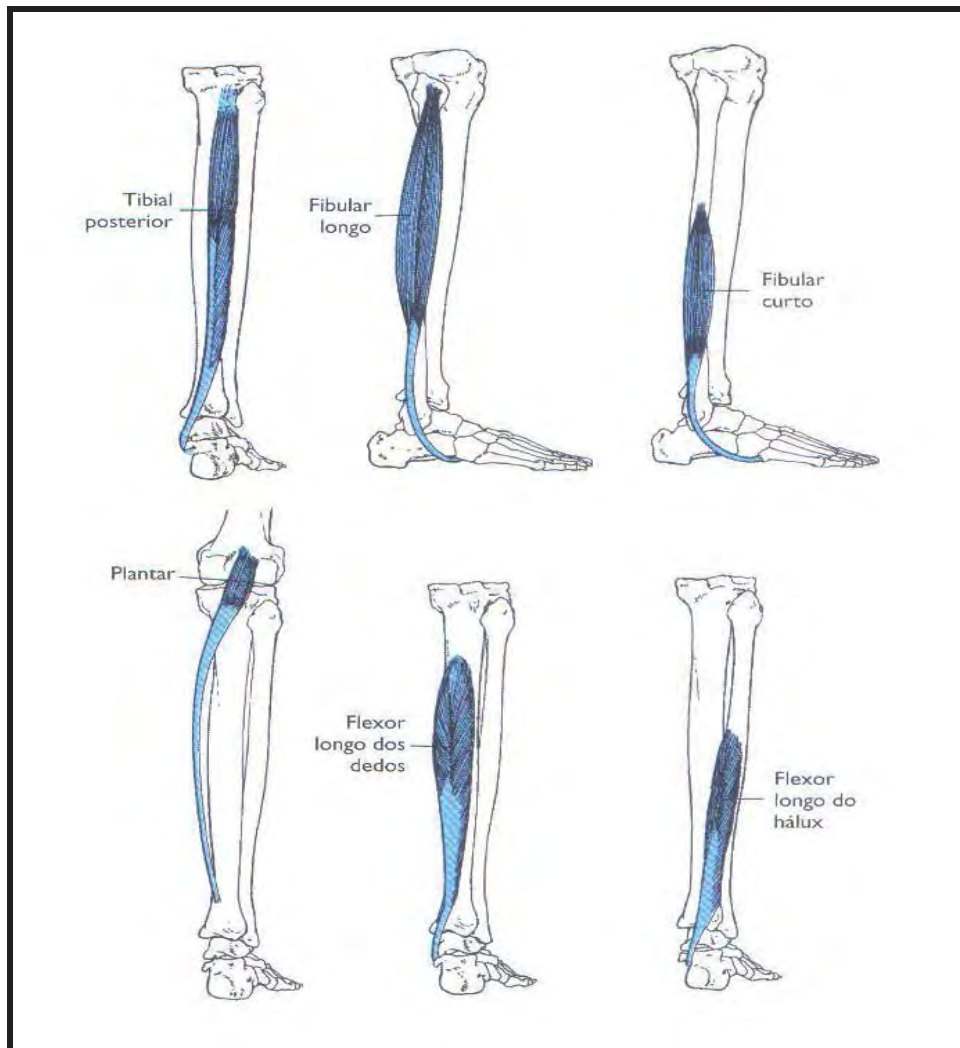 Tibial
posterior
Fibular
longo
Fibular
curto
Plantar
Flexor
longo dos
dedos
Flexor
longo do
hálux